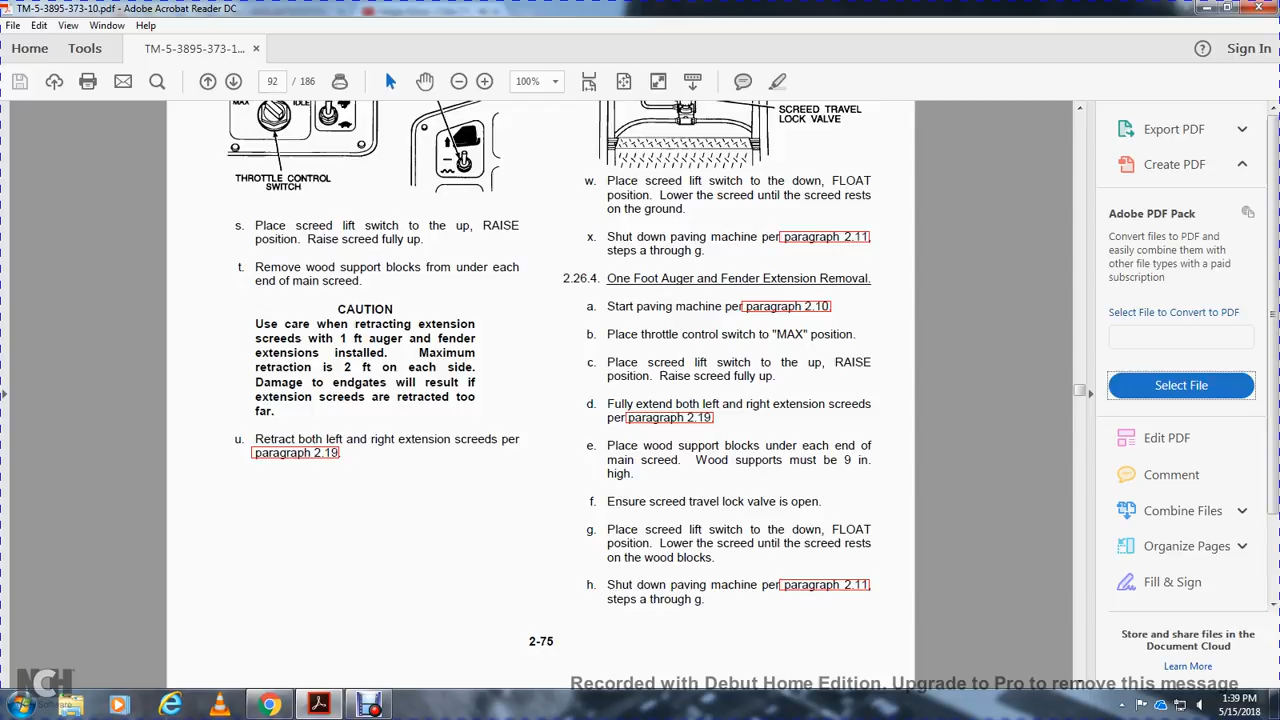 TM-5-3895-373-10.pdf - Adobe Acrobat Reader DC
File Edit View Window Help
Home Tools TM-5-3895-373-1... × Sign In
92 / 186 100%
MAX IDLE
THROTTLE CONTROL
SWITCH
s. Place screed lift switch to the up, RAISE
position. Raise screed fully up.
t. Remove wood support blocks from under each
end of main screed.
CAUTION
Use care when retracting extension
screeds with 1 ft auger and fender
extensions installed. Maximum
retraction is 2 ft on each side.
Damage to endgates will result if
extension screeds are retracted too
far.
u. Retract both left and right extension screeds per
paragraph 2.19.
SCREED TRAVEL
LOCK VALVE
w. Place screed lift switch to the down, FLOAT
position. Lower the screed until the screed rests
on the ground.
x. Shut down paving machine per paragraph 2.11,
steps a through g.
2.26.4. One Foot Auger and Fender Extension Removal.
a. Start paving machine per paragraph 2.10.
b. Place throttle control switch to "MAX" position.
c. Place screed lift switch to the up, RAISE
position. Raise screed fully up.
d. Fully extend both left and right extension screeds
per paragraph 2.19.
e. Place wood support blocks under each end of
main screed. Wood supports must be 9 in.
high.
f. Ensure screed travel lock valve is open.
g. Place screed lift switch to the down, FLOAT
position. Lower the screed until the screed rests
on the wood blocks.
h. Shut down paving machine per paragraph 2.11,
steps a through g.
2-75
Export PDF
Create PDF
Adobe PDF Pack
Convert files to PDF and
easily combine them with
other file types with a paid
subscription
Select File to Convert to PDF
Select File
Edit PDF
Comment
Combine Files
Organize Pages
Fill & Sign
Store and share files in the
Document Cloud
Learn More
NCH
Software
Recorded with Debut Home Edition. Upgrade to Pro to remove this message
1:39 PM
5/15/2018